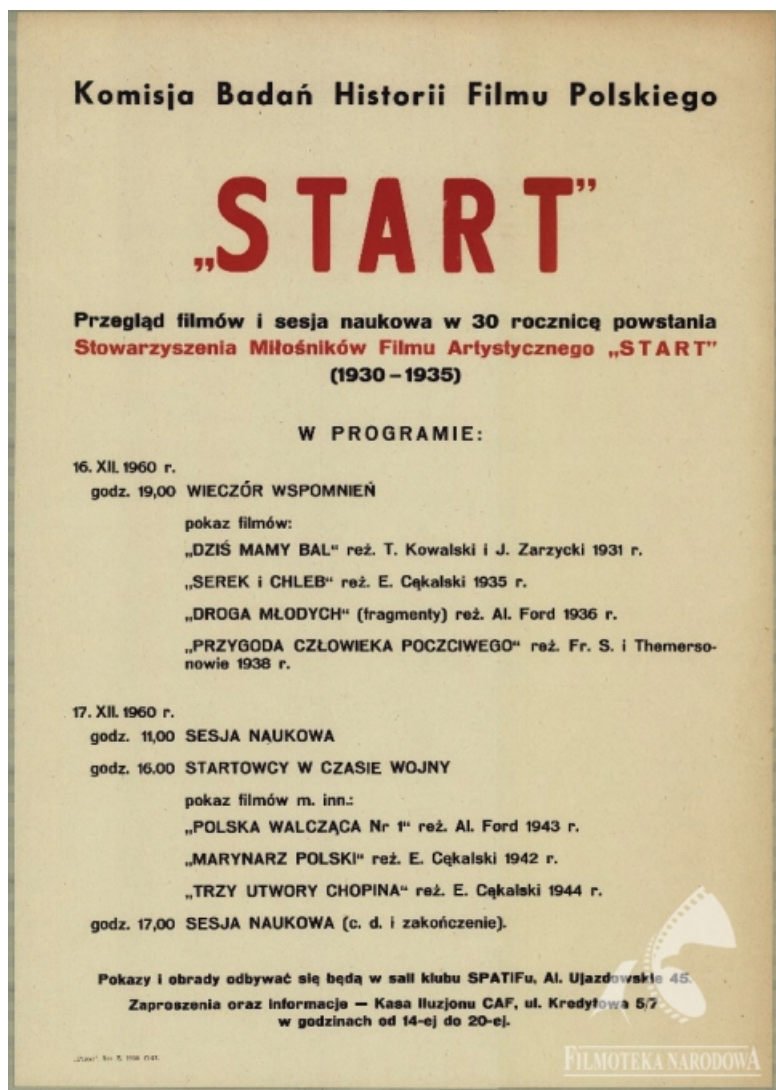 Komisja Badań Historii Filmu Polskiego
„START”
Przegląd filmów i sesja naukowa w 30 rocznicę powstania
Stowarzyszenia Miłośników Filmu Artystycznego „START”
(1930 – 1935)
W PROGRAMIE:
16. XII. 1960 r.
godz. 19,00 WIECZÓR WSPOMNIEŃ
pokaz filmów:
„DZIŚ MAMY BAL“ reż. T. Kowalski i J. Zarzycki 1931 r.
„SEREK i CHLEB“ reż. E. Cękalski 1935 r.
„DROGA MŁODYCH“ (fragmenty) reż. Al. Ford 1936 r.
„PRZYGODA CZŁOWIEKA POCZCIWEGO“ reż. Fr. S. i Themerso-
nowie 1938 r.
17. XII. 1960 r.
godz. 11,00 SESJA NAUKOWA
godz. 16.00 STARTOWCY W CZASIE WOJNY
pokaz filmów m. inn.:
„POLSKA WALCZĄCA Nr 1“ reż. Al. Ford 1943 r.
„MARYNARZ POLSKI“ reż. E. Cękalski 1942 r.
„TRZY UTWORY CHOPINA“ reż. E. Cękalski 1944 r.
godz. 17,00 SESJA NAUKOWA (c. d. i zakończenie).
Pokazy i obrady odbywać się będą w sali klubu SPATIFu, Al. Ujazdowskie 45.
Zaproszenia oraz informacje — Kasa Iluzjonu CAF, ul. Kredytowa 5/7
w godzinach od 14-ej do 20-ej.
FILMOTEKA NARODOWA